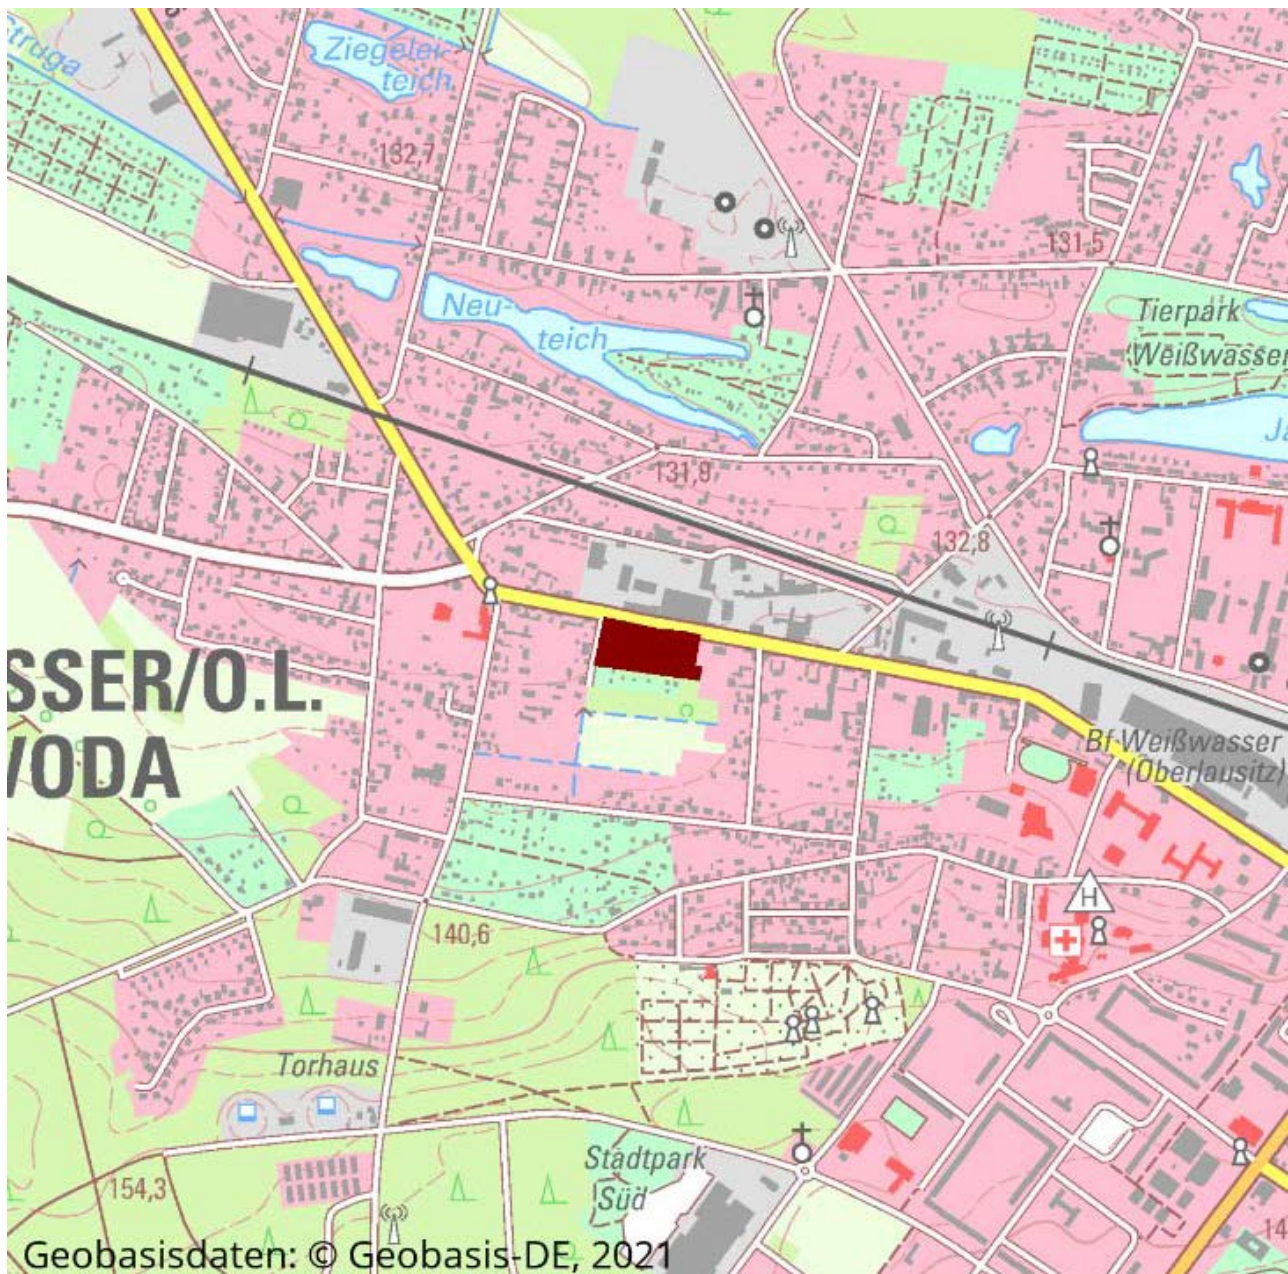 struga
Ziegelei-
teich
132,7
131,5
Neu-
teich
Tierpark
Weißwasser
131,9
132,8
SSER/O.L.
VODA
Bf Weißwasser
(Oberlausitz)
H
140,6
Torhaus
154,3
Stadtpark
Süd
Geobasisdaten: © Geobasis-DE, 2021